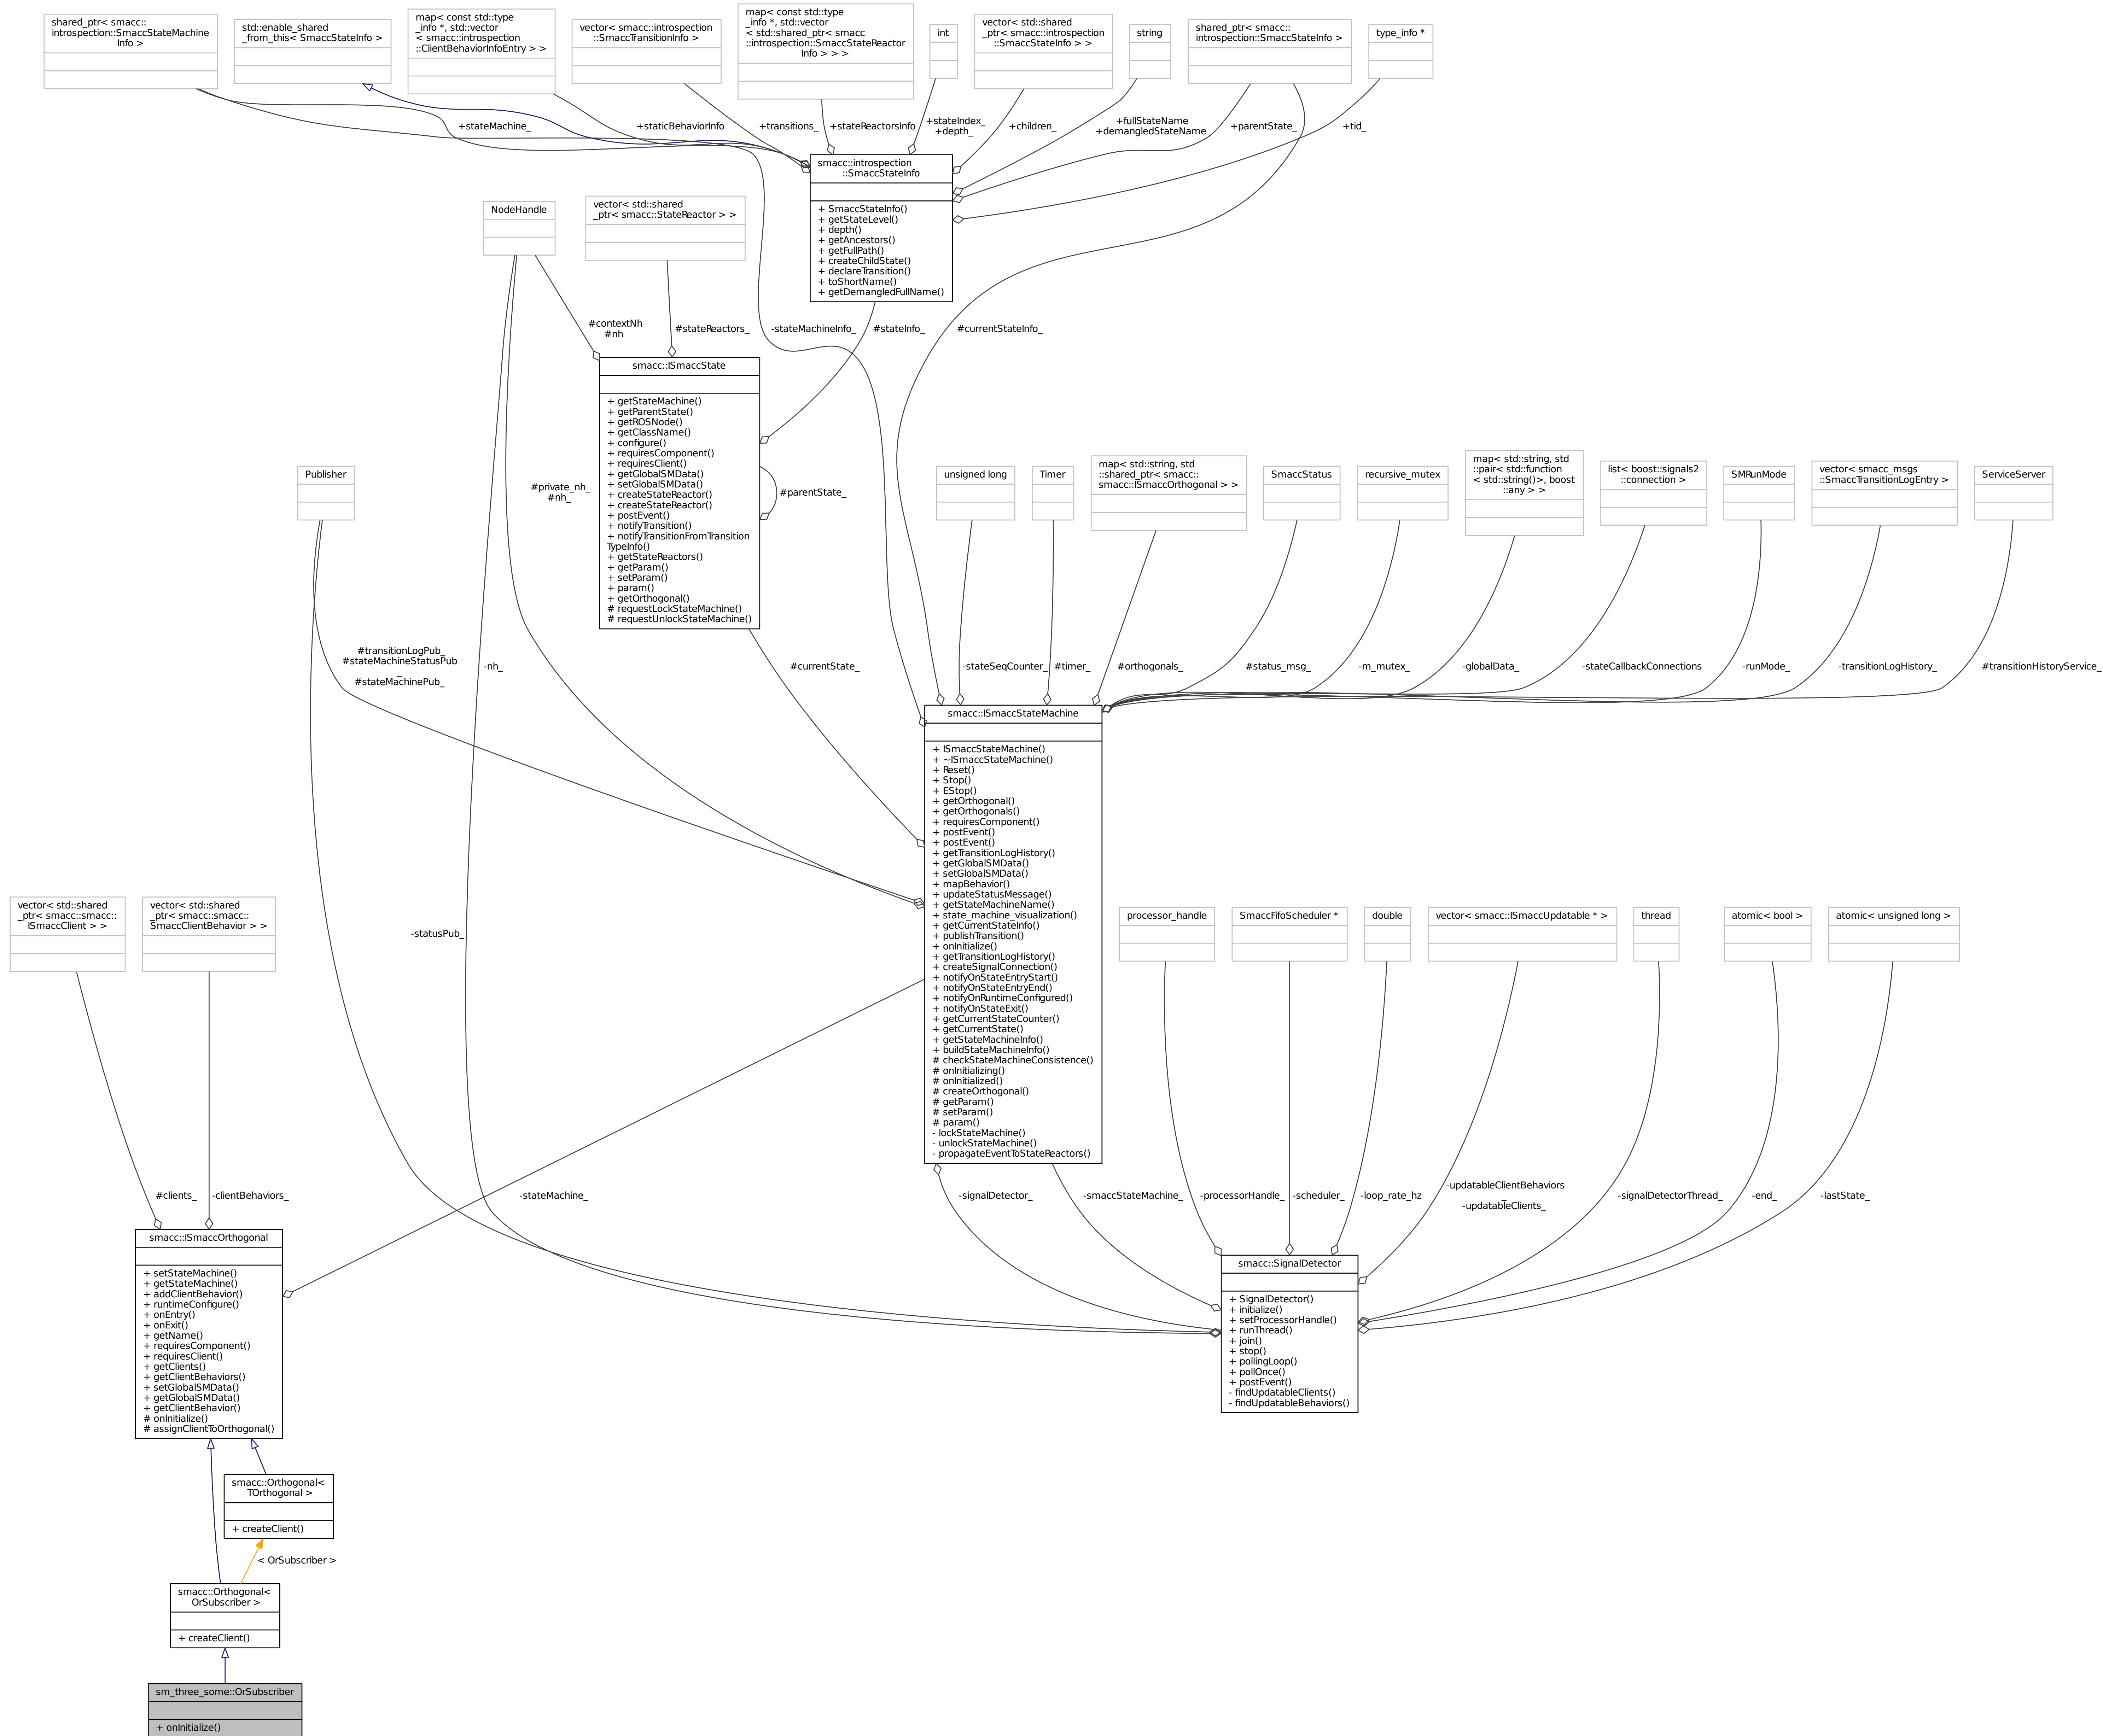 shared_ptr< smacc::
introspection::SmaccStateMachine
Info >
std::enable_shared
_from_this< SmaccStateInfo >
map< const std::type
_info *, std::vector
< smacc::introspection
::ClientBehaviorInfoEntry > >
vector< smacc::introspection
::SmaccTransitionInfo >
map< const std::type
_info *, std::vector
< std::shared_ptr< smacc
::introspection::SmaccStateReactor
Info > > >
int
vector< std::shared
_ptr< smacc::introspection
::SmaccStateInfo > >
string
shared_ptr< smacc::
introspection::SmaccStateInfo >
type_info *
+stateMachine_
+staticBehaviorInfo
+transitions_
+stateReactorsInfo
+stateIndex_
+depth_
+children_
+fullStateName
+demangledStateName
+parentState_
+tid_
smacc::introspection
::SmaccStateInfo
+ SmaccStateInfo()
+ getStateLevel()
+ depth()
+ getAncestors()
+ getFullPath()
+ createChildState()
+ declareTransition()
+ toShortName()
+ getDemangledFullName()
NodeHandle
vector< std::shared
_ptr< smacc::StateReactor > >
#contextNh
#nh
#stateReactors_
-stateMachineInfo_
#stateInfo_
#currentStateInfo_
smacc::ISmaccState
+ getStateMachine()
+ getParentState()
+ getROSNode()
+ getClassName()
+ configure()
+ requiresComponent()
+ requiresClient()
+ getGlobalSMData()
+ setGlobalSMData()
+ createStateReactor()
+ createStateReactor()
+ postEvent()
+ notifyTransition()
+ notifyTransitionFromTransition
TypeInfo()
+ getStateReactors()
+ getParam()
+ setParam()
+ param()
+ getOrthogonal()
# requestLockStateMachine()
# requestUnlockStateMachine()
#parentState_
#private_nh_
#nh_
Publisher
unsigned long
Timer
map< std::string, std
::shared_ptr< smacc::
smacc::ISmaccOrthogonal > >
SmaccStatus
recursive_mutex
map< std::string, std
::pair< std::function
< std::string()>, boost
::any > >
list< boost::signals2
::connection >
SMRunMode
vector< smacc_msgs
::SmaccTransitionLogEntry >
ServiceServer
#transitionLogPub_
#stateMachineStatusPub
_
#stateMachinePub_
-nh_
#currentState_
-stateSeqCounter_
#timer_
#orthogonals_
#status_msg_
-m_mutex_
-globalData_
-stateCallbackConnections
-runMode_
-transitionLogHistory_
#transitionHistoryService_
smacc::ISmaccStateMachine
+ ISmaccStateMachine()
+ ~ISmaccStateMachine()
+ Reset()
+ Stop()
+ EStop()
+ getOrthogonal()
+ getOrthogonals()
+ requiresComponent()
+ postEvent()
+ postEvent()
+ getTransitionLogHistory()
+ getGlobalSMData()
+ setGlobalSMData()
+ mapBehavior()
+ updateStatusMessage()
+ getStateMachineName()
+ state_machine_visualization()
+ getCurrentStateInfo()
+ publishTransition()
+ onInitialize()
+ getTransitionLogHistory()
+ createSignalConnection()
+ notifyOnStateEntryStart()
+ notifyOnStateEntryEnd()
+ notifyOnRuntimeConfigured()
+ notifyOnStateExit()
+ getCurrentStateCounter()
+ getCurrentState()
+ getStateMachineInfo()
+ buildStateMachineInfo()
# checkStateMachineConsistence()
# onInitializing()
# onInitialized()
# createOrthogonal()
# getParam()
# setParam()
# param()
- lockStateMachine()
- unlockStateMachine()
- propagateEventToStateReactors()
-statusPub_
vector< std::shared
_ptr< smacc::smacc::
ISmaccClient > >
vector< std::shared
_ptr< smacc::smacc::
SmaccClientBehavior > >
processor_handle
SmaccFifoScheduler *
double
vector< smacc::ISmaccUpdatable * >
thread
atomic< bool >
atomic< unsigned long >
#clients_
-clientBehaviors_
-stateMachine_
-signalDetector_
-smaccStateMachine_
-processorHandle_
-scheduler_
-loop_rate_hz
-updatableClientBehaviors
_
-updatableClients_
-signalDetectorThread_
-end_
-lastState_
smacc::ISmaccOrthogonal
+ setStateMachine()
+ getStateMachine()
+ addClientBehavior()
+ runtimeConfigure()
+ onEntry()
+ onExit()
+ getName()
+ requiresComponent()
+ requiresClient()
+ getClients()
+ getClientBehaviors()
+ setGlobalSMData()
+ getGlobalSMData()
+ getClientBehavior()
# onInitialize()
# assignClientToOrthogonal()
smacc::SignalDetector
+ SignalDetector()
+ initialize()
+ setProcessorHandle()
+ runThread()
+ join()
+ stop()
+ pollingLoop()
+ pollOnce()
+ postEvent()
- findUpdatableClients()
- findUpdatableBehaviors()
smacc::Orthogonal<
TOrthogonal >
+ createClient()
< OrSubscriber >
smacc::Orthogonal<
OrSubscriber >
+ createClient()
sm_three_some::OrSubscriber
+ onInitialize()